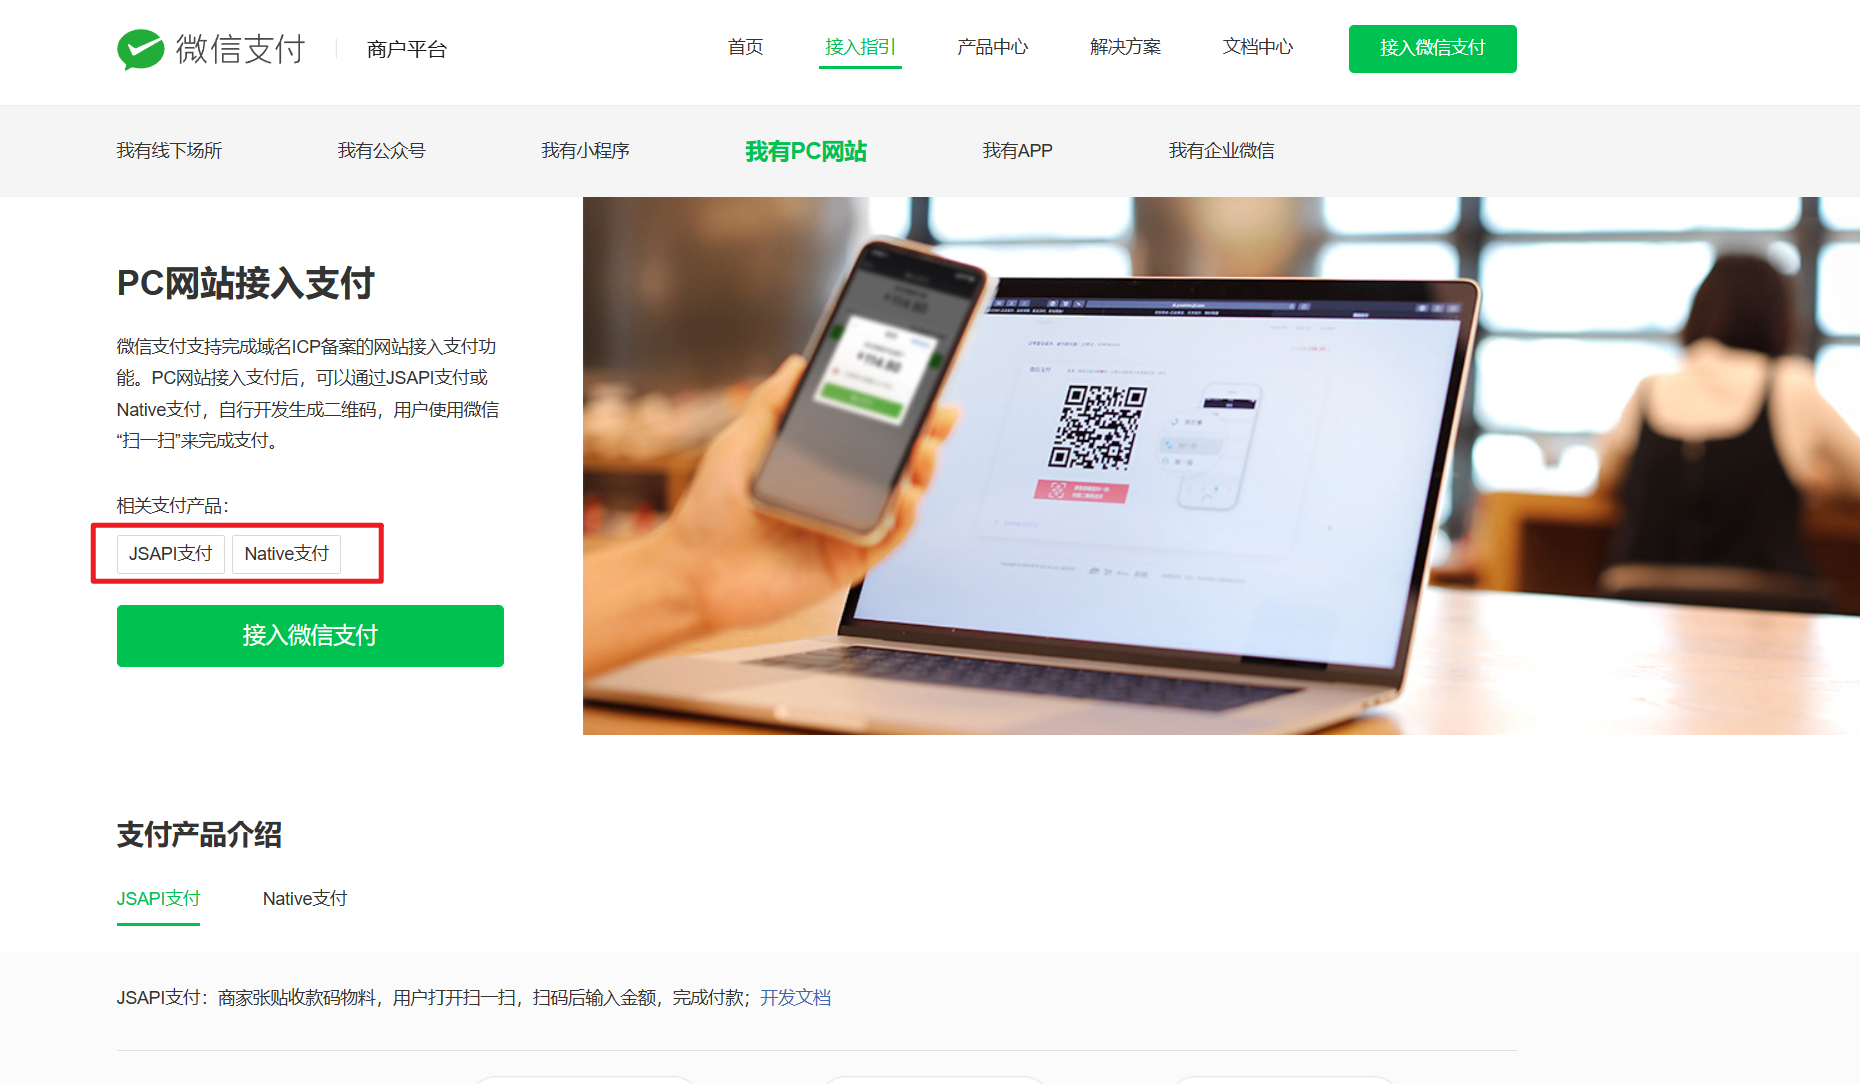 微信支付 商户平台
首页 接入指引 产品中心 解决方案 文档中心 接入微信支付
我有线下场所 我有公众号 我有小程序 我有PC网站 我有APP 我有企业微信
PC网站接入支付
微信支付支持完成域名ICP备案的网站接入支付功
能。PC网站接入支付后，可以通过JSAPI支付或
Native支付，自行开发生成二维码，用户使用微信
“扫一扫”来完成支付。
相关支付产品：
JSAPI支付 Native支付
接入微信支付
支付产品介绍
JSAPI支付 Native支付
JSAPI支付：商家张贴收款码物料，用户打开扫一扫，扫码后输入金额，完成付款；开发文档